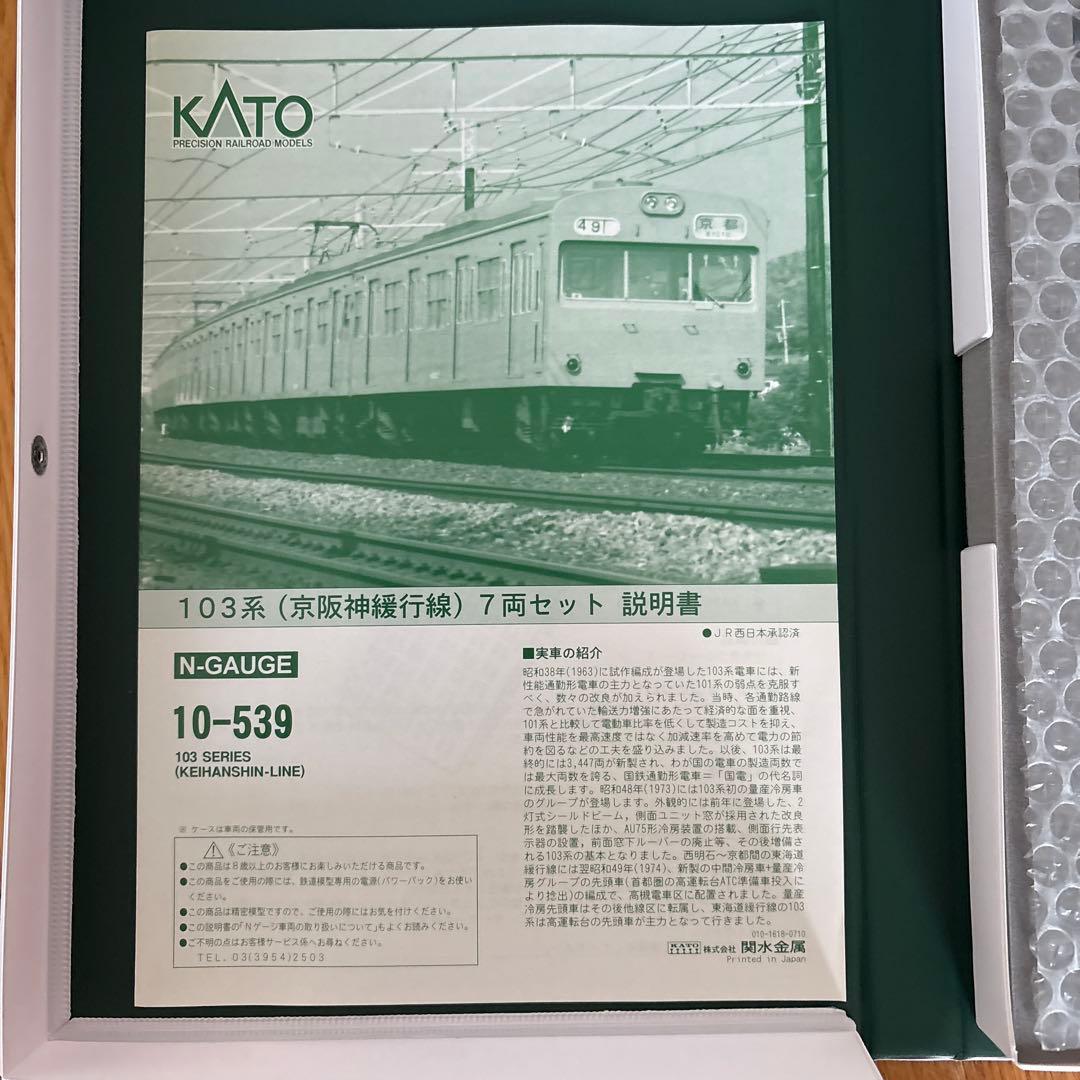 KATO
PRECISION RAILROAD MODELS
491
京都
103系（京阪神緩行線）7両セット 説明書
●JR西日本承認済
N-GAUGE
10-539
103 SERIES
(KEIHANSHIN-LINE)
※ ケースは車両の保管用です。
⚠《ご注意》
●この商品は8歳以上のお客様にお楽しみいただける商品です。
●この商品をご使用の際には、鉄道模型専用の電源(パワーパック)をお使い
ください。
●この商品は精密模型ですので、ご使用の際にはお気を付けください。
●この説明書の「Nゲージ車両の取り扱いについて」もよくお読みください。
●ご不明の点はお客様サービス係へお尋ねください。
TEL. 03(3954)2503
■実車の紹介
昭和38年(1963)に試作編成が登場した103系電車には、新
性能通勤形電車の主力となっていた101系の弱点を克服す
べく、数々の改良が加えられました。当時、各通勤路線
で急がれていた輸送力増強にあたって経済的な面を重視、
101系と比較して電動車比率を低くして製造コストを抑え、
車両性能を最高速度ではなく加減速率を高めて電力の節
約を図るなどの工夫を盛り込みました。以後、103系は最
終的には3,447両が新製され、わが国の電車の製造両数で
は最大両数を誇る、国鉄通勤形電車＝「国電」の代名詞
に成長します。昭和48年(1973)には103系初の量産冷房車
のグループが登場します。外観的には前年に登場した、2
灯式シールドビーム，側面ユニット窓が採用された改良
形を踏襲したほか、AU75形冷房装置の搭載、側面行先表
示器の設置，前面窓下ルーバーの廃止等、その後増備さ
れる103系の基本となりました。西明石～京都間の東海道
緩行線には翌昭和49年(1974)、新製の中間冷房車+量産冷
房グループの先頭車(首都圏の高運転台ATC準備車投入に
より捻出)の編成で、高槻電車区に配置されました。量産
冷房先頭車はその後他線区に転属し、東海道緩行線の103
系は高運転台の先頭車が主力となって行きました。
010-1618-0710
KATO 株式会社 関水金属
Printed in Japan